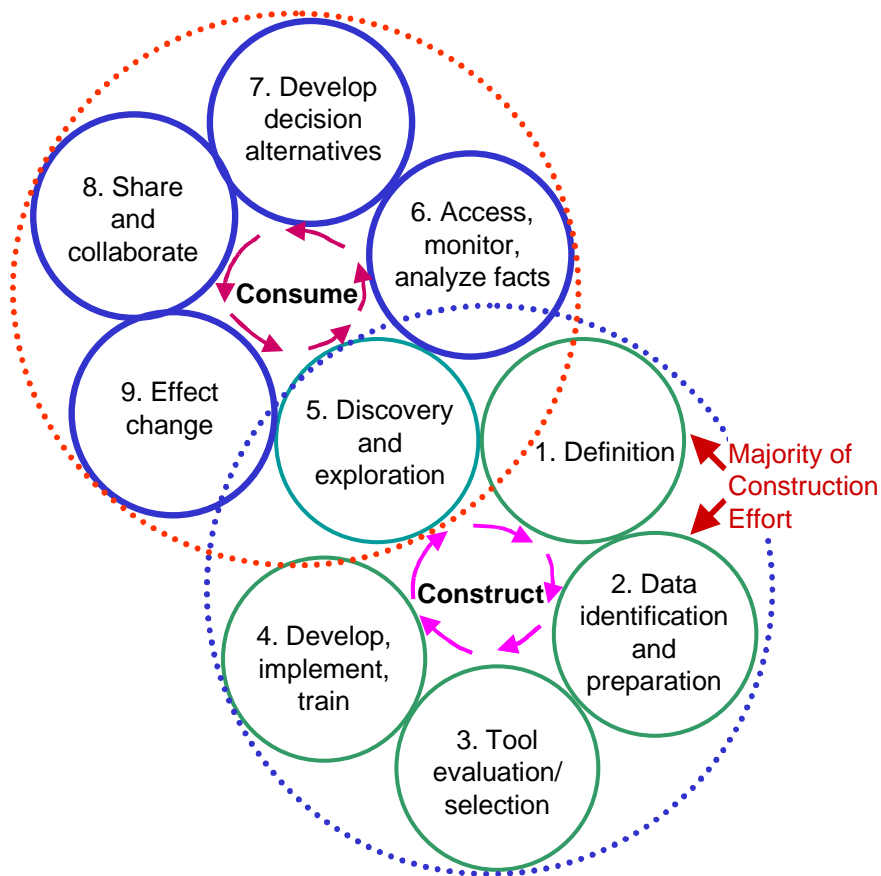 7. Develop
decision
alternatives
8. Share
and
collaborate
6. Access,
monitor,
analyze facts
Consume
9. Effect
change
5. Discovery
and
exploration
1. Definition
Majority of
Construction
Effort
Construct
2. Data
identification
and
preparation
4. Develop,
implement,
train
3. Tool
evaluation/
selection